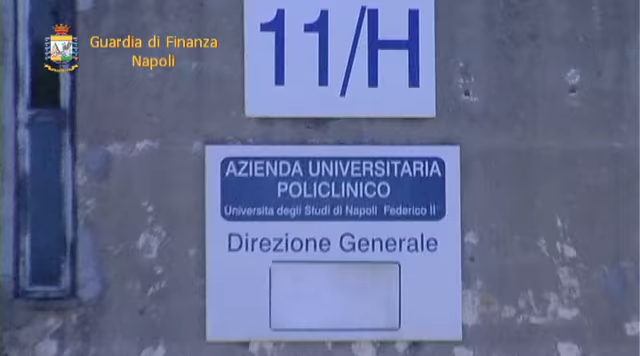 Guardia di Finanza
Napoli
11/H
AZIENDA UNIVERSITARIA
POLICLINICO
Università degli Studi di Napoli Federico II
Direzione Generale